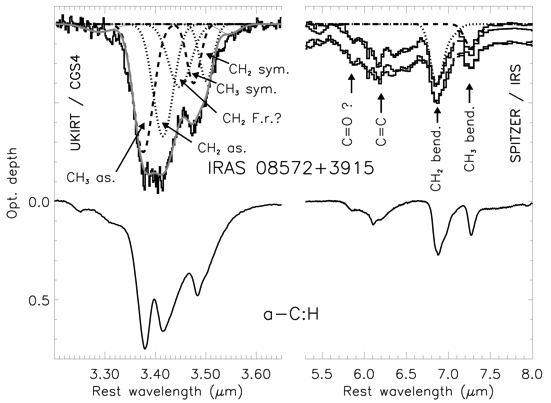 UKIRT / CGS4
CH₂ sym.
CH₃ sym.
CH₂ F.r.?
CH₂ as.
CH₃ as.
IRAS 08572+3915
C=O ?
C=C
CH₂ bend.
CH₃ bend.
SPITZER / IRS
Opt. depth
0.0
0.5
a-C:H
3.30 3.40 3.50 3.60
5.5 6.0 6.5 7.0 7.5 8.0
Rest wavelength (μm)
Rest wavelength (μm)